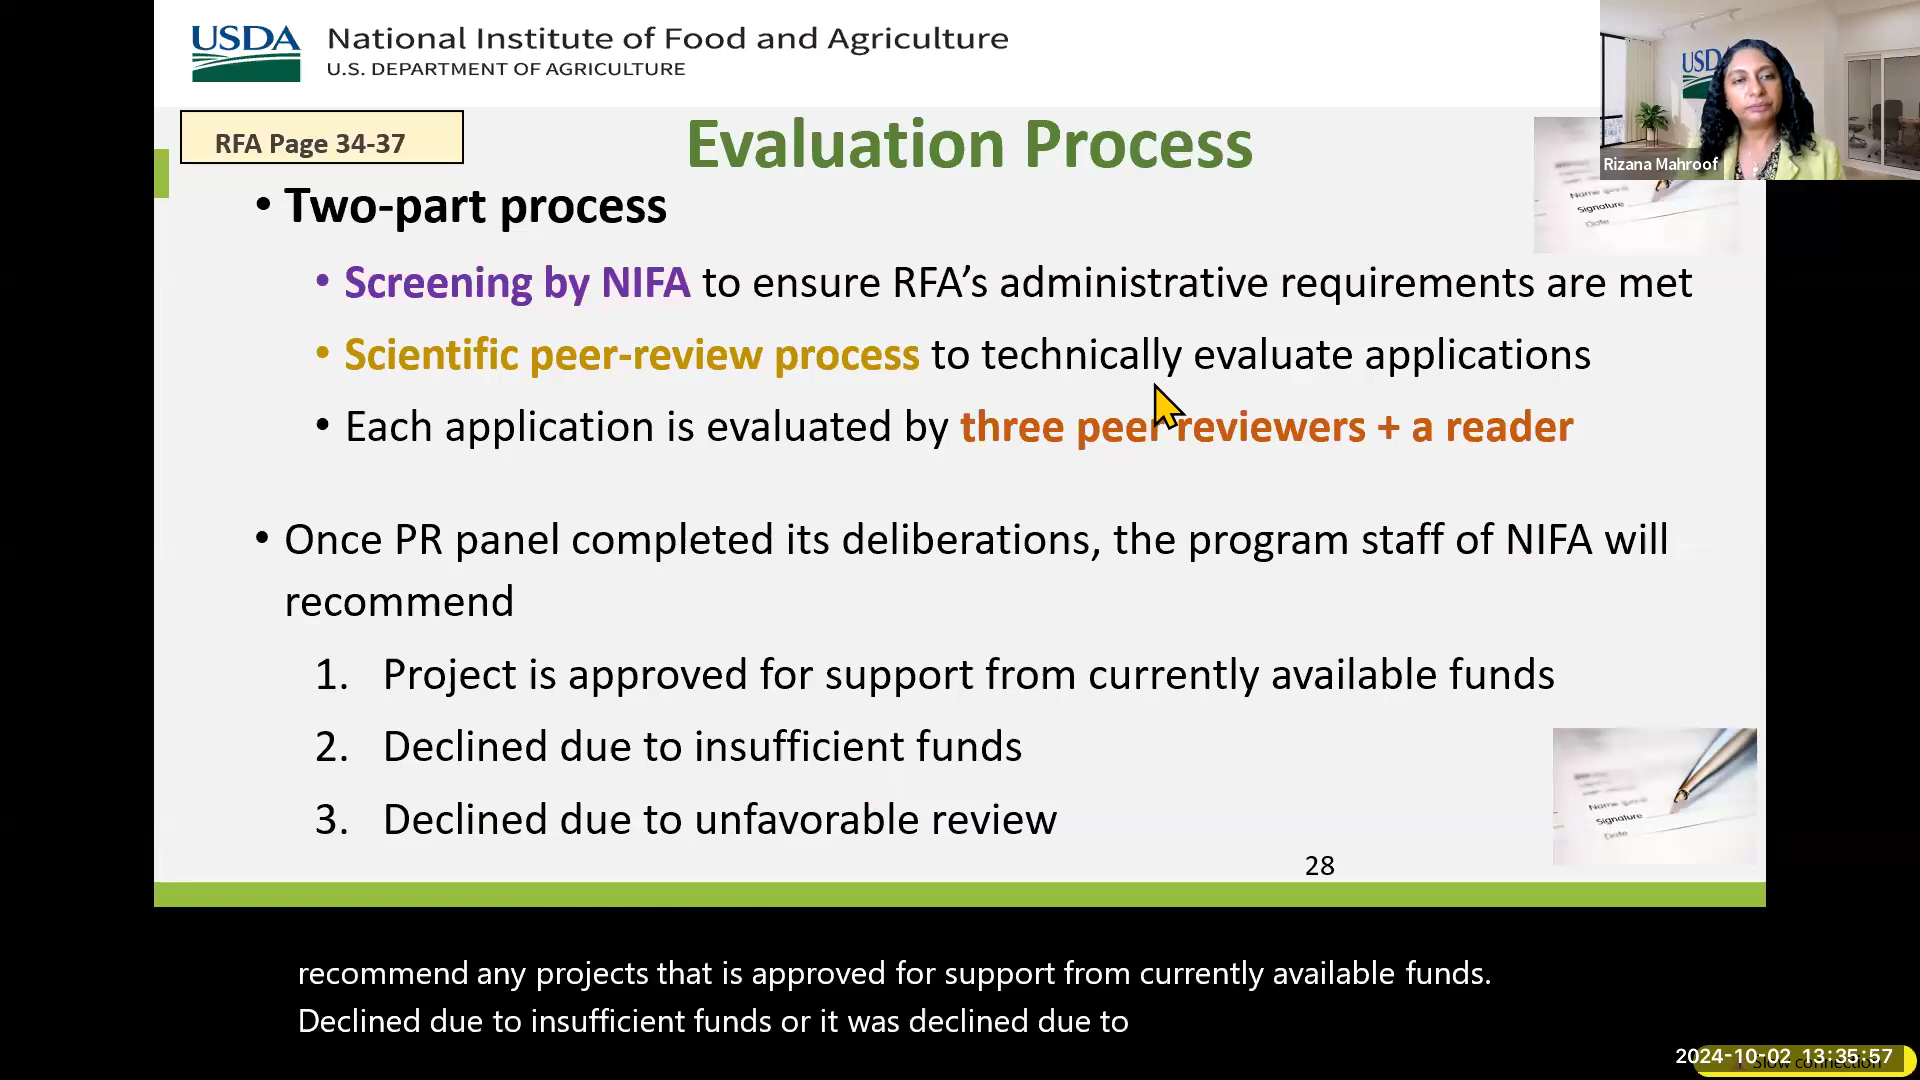 USDA
National Institute of Food and Agriculture
U.S. DEPARTMENT OF AGRICULTURE
USD
Rizana Mahroof
RFA Page 34-37
Evaluation Process
Signature
Date
• Two-part process
• Screening by NIFA to ensure RFA’s administrative requirements are met
• Scientific peer-review process to technically evaluate applications
• Each application is evaluated by three peer reviewers + a reader
• Once PR panel completed its deliberations, the program staff of NIFA will
recommend
1. Project is approved for support from currently available funds
2. Declined due to insufficient funds
3. Declined due to unfavorable review
Signature
Date
28
recommend any projects that is approved for support from currently available funds.
Declined due to insufficient funds or it was declined due to
2024-10-02 13:35:57
Slow connection